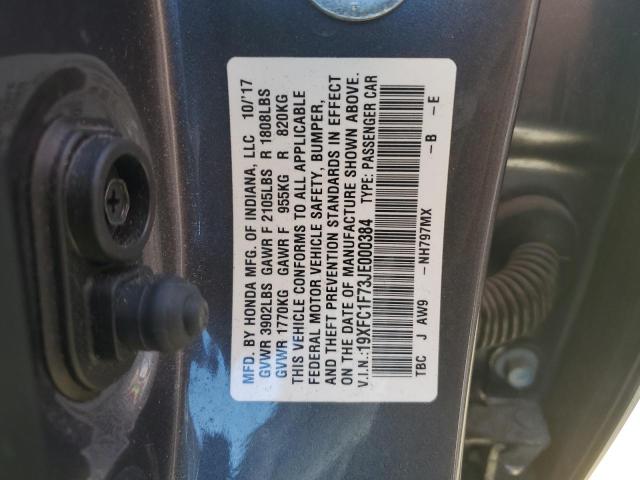 MFD. BY HONDA MFG. OF INDIANA, LLC 10/'17
GVWR 3902LBS GAWR F 2105LBS R 1808LBS
GVWR 1770KG GAWR F 955KG R 820KG
THIS VEHICLE CONFORMS TO ALL APPLICABLE
FEDERAL MOTOR VEHICLE SAFETY, BUMPER,
AND THEFT PREVENTION STANDARDS IN EFFECT
ON THE DATE OF MANUFACTURE SHOWN ABOVE.
V.I.N.:19XFC1F73JE000384 TYPE: PASSENGER CAR
TBC J AW9 -NH797MX -B -E